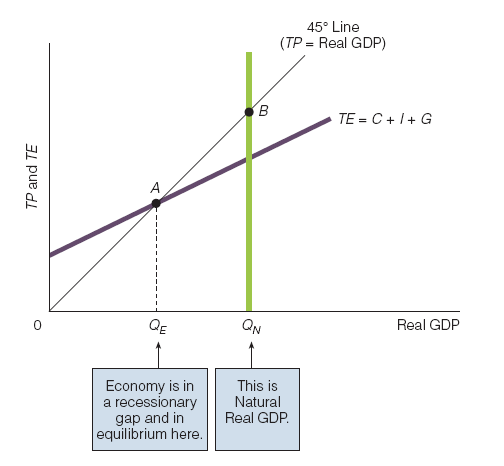 45° Line
(TP = Real GDP)
B
TE = C + I + G
TP and TE
A
0
QE
QN
Real GDP
Economy is in
a recessionary
gap and in
equilibrium here.
This is
Natural
Real GDP.